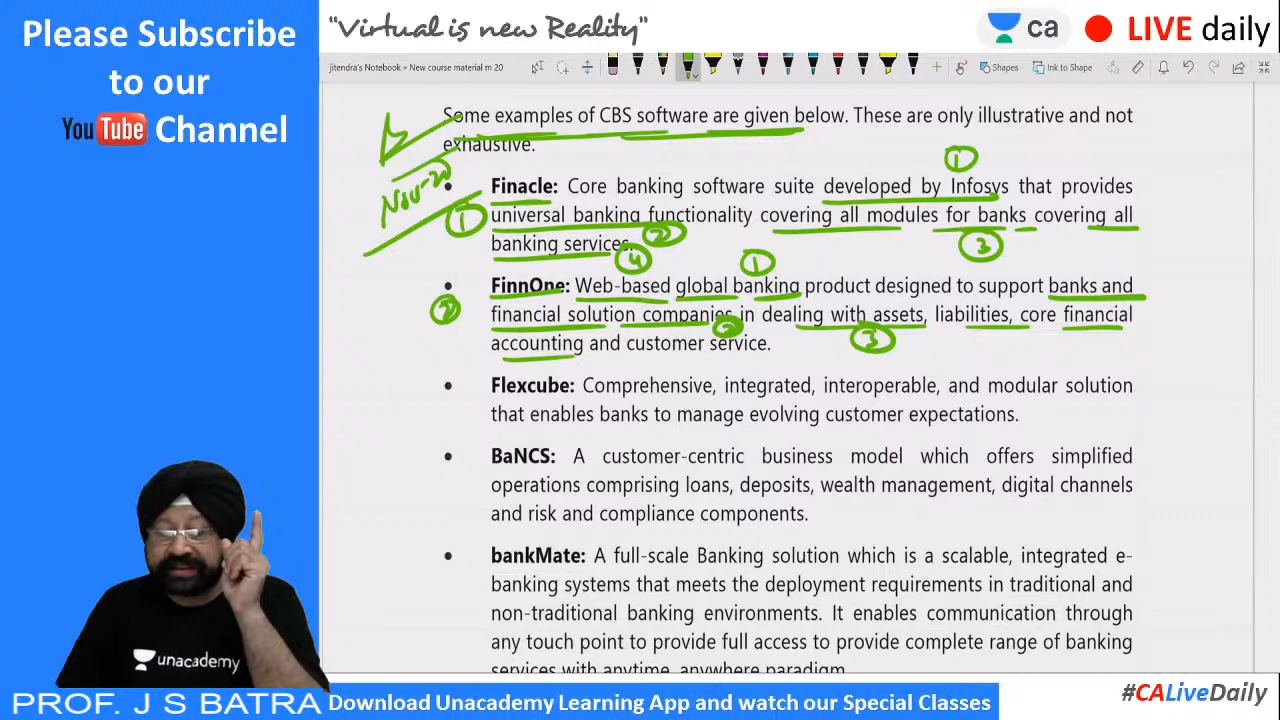 Please Subscribe
to our
YouTube Channel
"Virtual is new Reality"
ca LIVE daily
jitendra's Notebook » New course material m 20
Shapes
Ink to Shape
Some examples of CBS software are given below. These are only illustrative and not
exhaustive.
Nov-20
1
• Finacle: Core banking software suite developed by Infosys that provides
1 universal banking functionality covering all modules for banks covering all
2
banking services.
3
4
1
• FinnOne: Web-based global banking product designed to support banks and
2 financial solution companies in dealing with assets, liabilities, core financial
2
3
accounting and customer service.
• Flexcube: Comprehensive, integrated, interoperable, and modular solution
that enables banks to manage evolving customer expectations.
• BaNCS: A customer-centric business model which offers simplified
operations comprising loans, deposits, wealth management, digital channels
and risk and compliance components.
• bankMate: A full-scale Banking solution which is a scalable, integrated e-
banking systems that meets the deployment requirements in traditional and
non-traditional banking environments. It enables communication through
any touch point to provide full access to provide complete range of banking
services with anytime, anywhere paradigm.
unacademy
PROF. J S BATRA
Download Unacademy Learning App and watch our Special Classes
#CALiveDaily